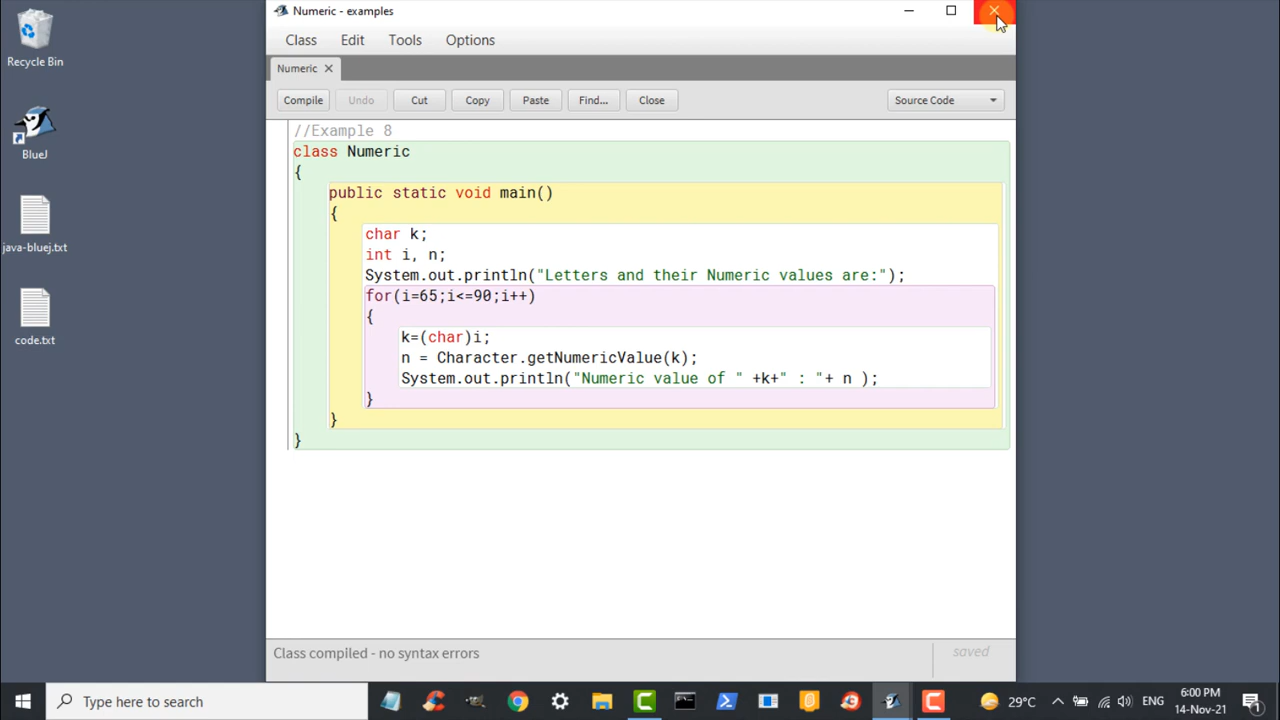 Numeric - examples
Recycle Bin
Class Edit Tools Options
Numeric
Compile Undo Cut Copy Paste Find... Close Source Code
BlueJ
java-bluej.txt
code.txt
//Example 8
class Numeric
{
public static void main()
{
char k;
int i, n;
System.out.println("Letters and their Numeric values are:");
for(i=65;i<=90;i++)
{
k=(char)i;
n = Character.getNumericValue(k);
System.out.println("Numeric value of " +k+" : "+ n );
}
}
}
Class compiled - no syntax errors
saved
Type here to search
29°C
ENG
6:00 PM
14-Nov-21
1